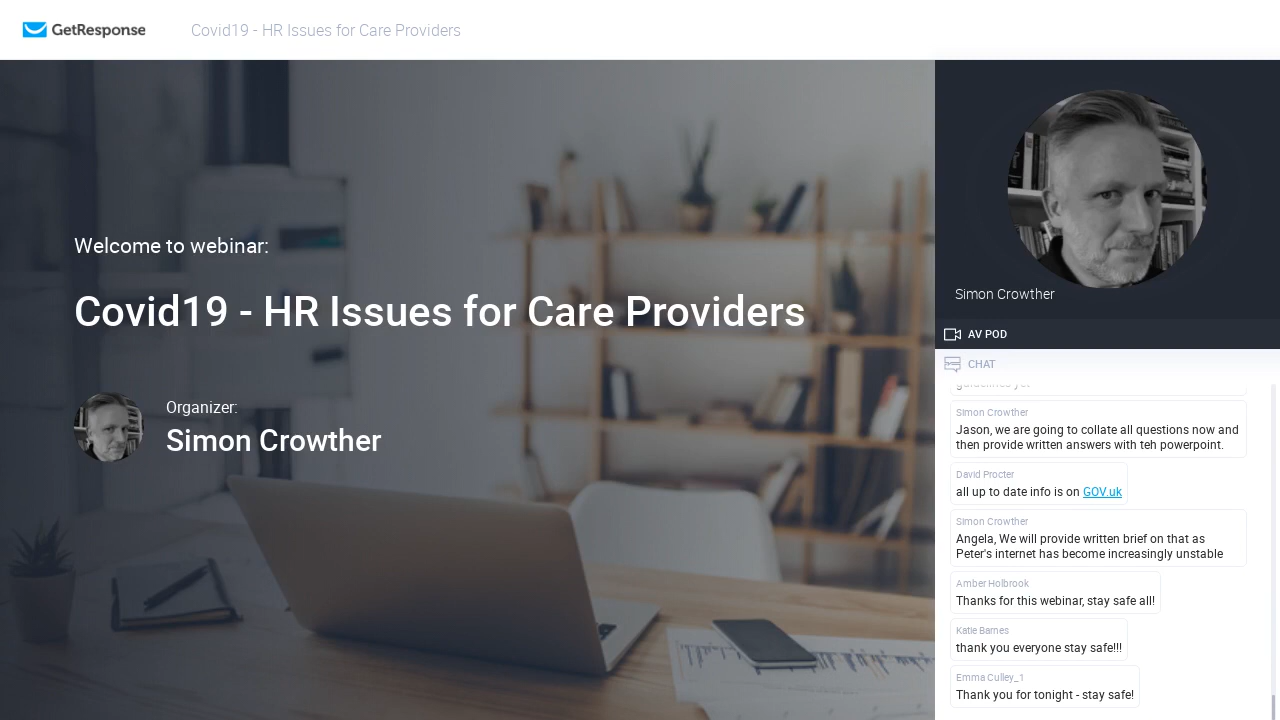 GetResponse
Covid19 - HR Issues for Care Providers
Welcome to webinar:
Covid19 - HR Issues for Care Providers
Organizer:
Simon Crowther
Simon Crowther
AV POD
CHAT
guidelines yet
Simon Crowther
Jason, we are going to collate all questions now and
then provide written answers with teh powerpoint.
David Procter
all up to date info is on GOV.uk
Simon Crowther
Angela, We will provide written brief on that as
Peter's internet has become increasingly unstable
Amber Holbrook
Thanks for this webinar, stay safe all!
Katie Barnes
thank you everyone stay safe!!!
Emma Culley_1
Thank you for tonight - stay safe!